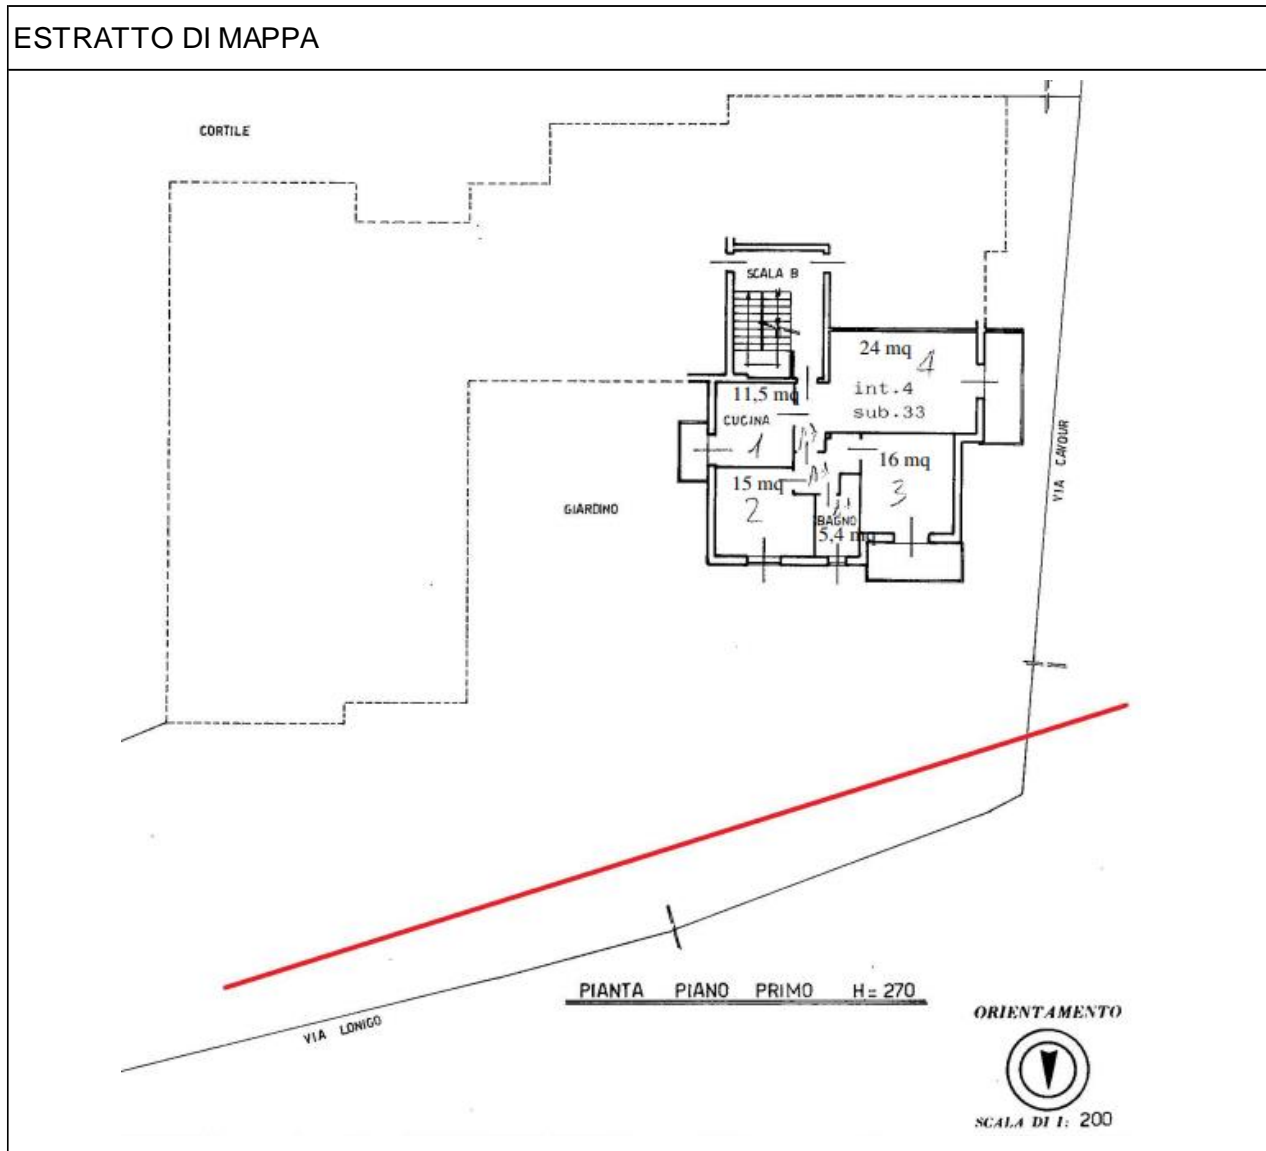 ESTRATTO DI MAPPA
CORTILE
SCALA B
24 mq
4
int.4
sub.33
11,5 mq
CUCINA
1
VIA CAVOUR
16 mq
3
15 mq
2
GIARDINO
BAGNO
5,4 mq
PIANTA PIANO PRIMO H=270
VIA LONIGO
ORIENTAMENTO
SCALA DI 1: 200